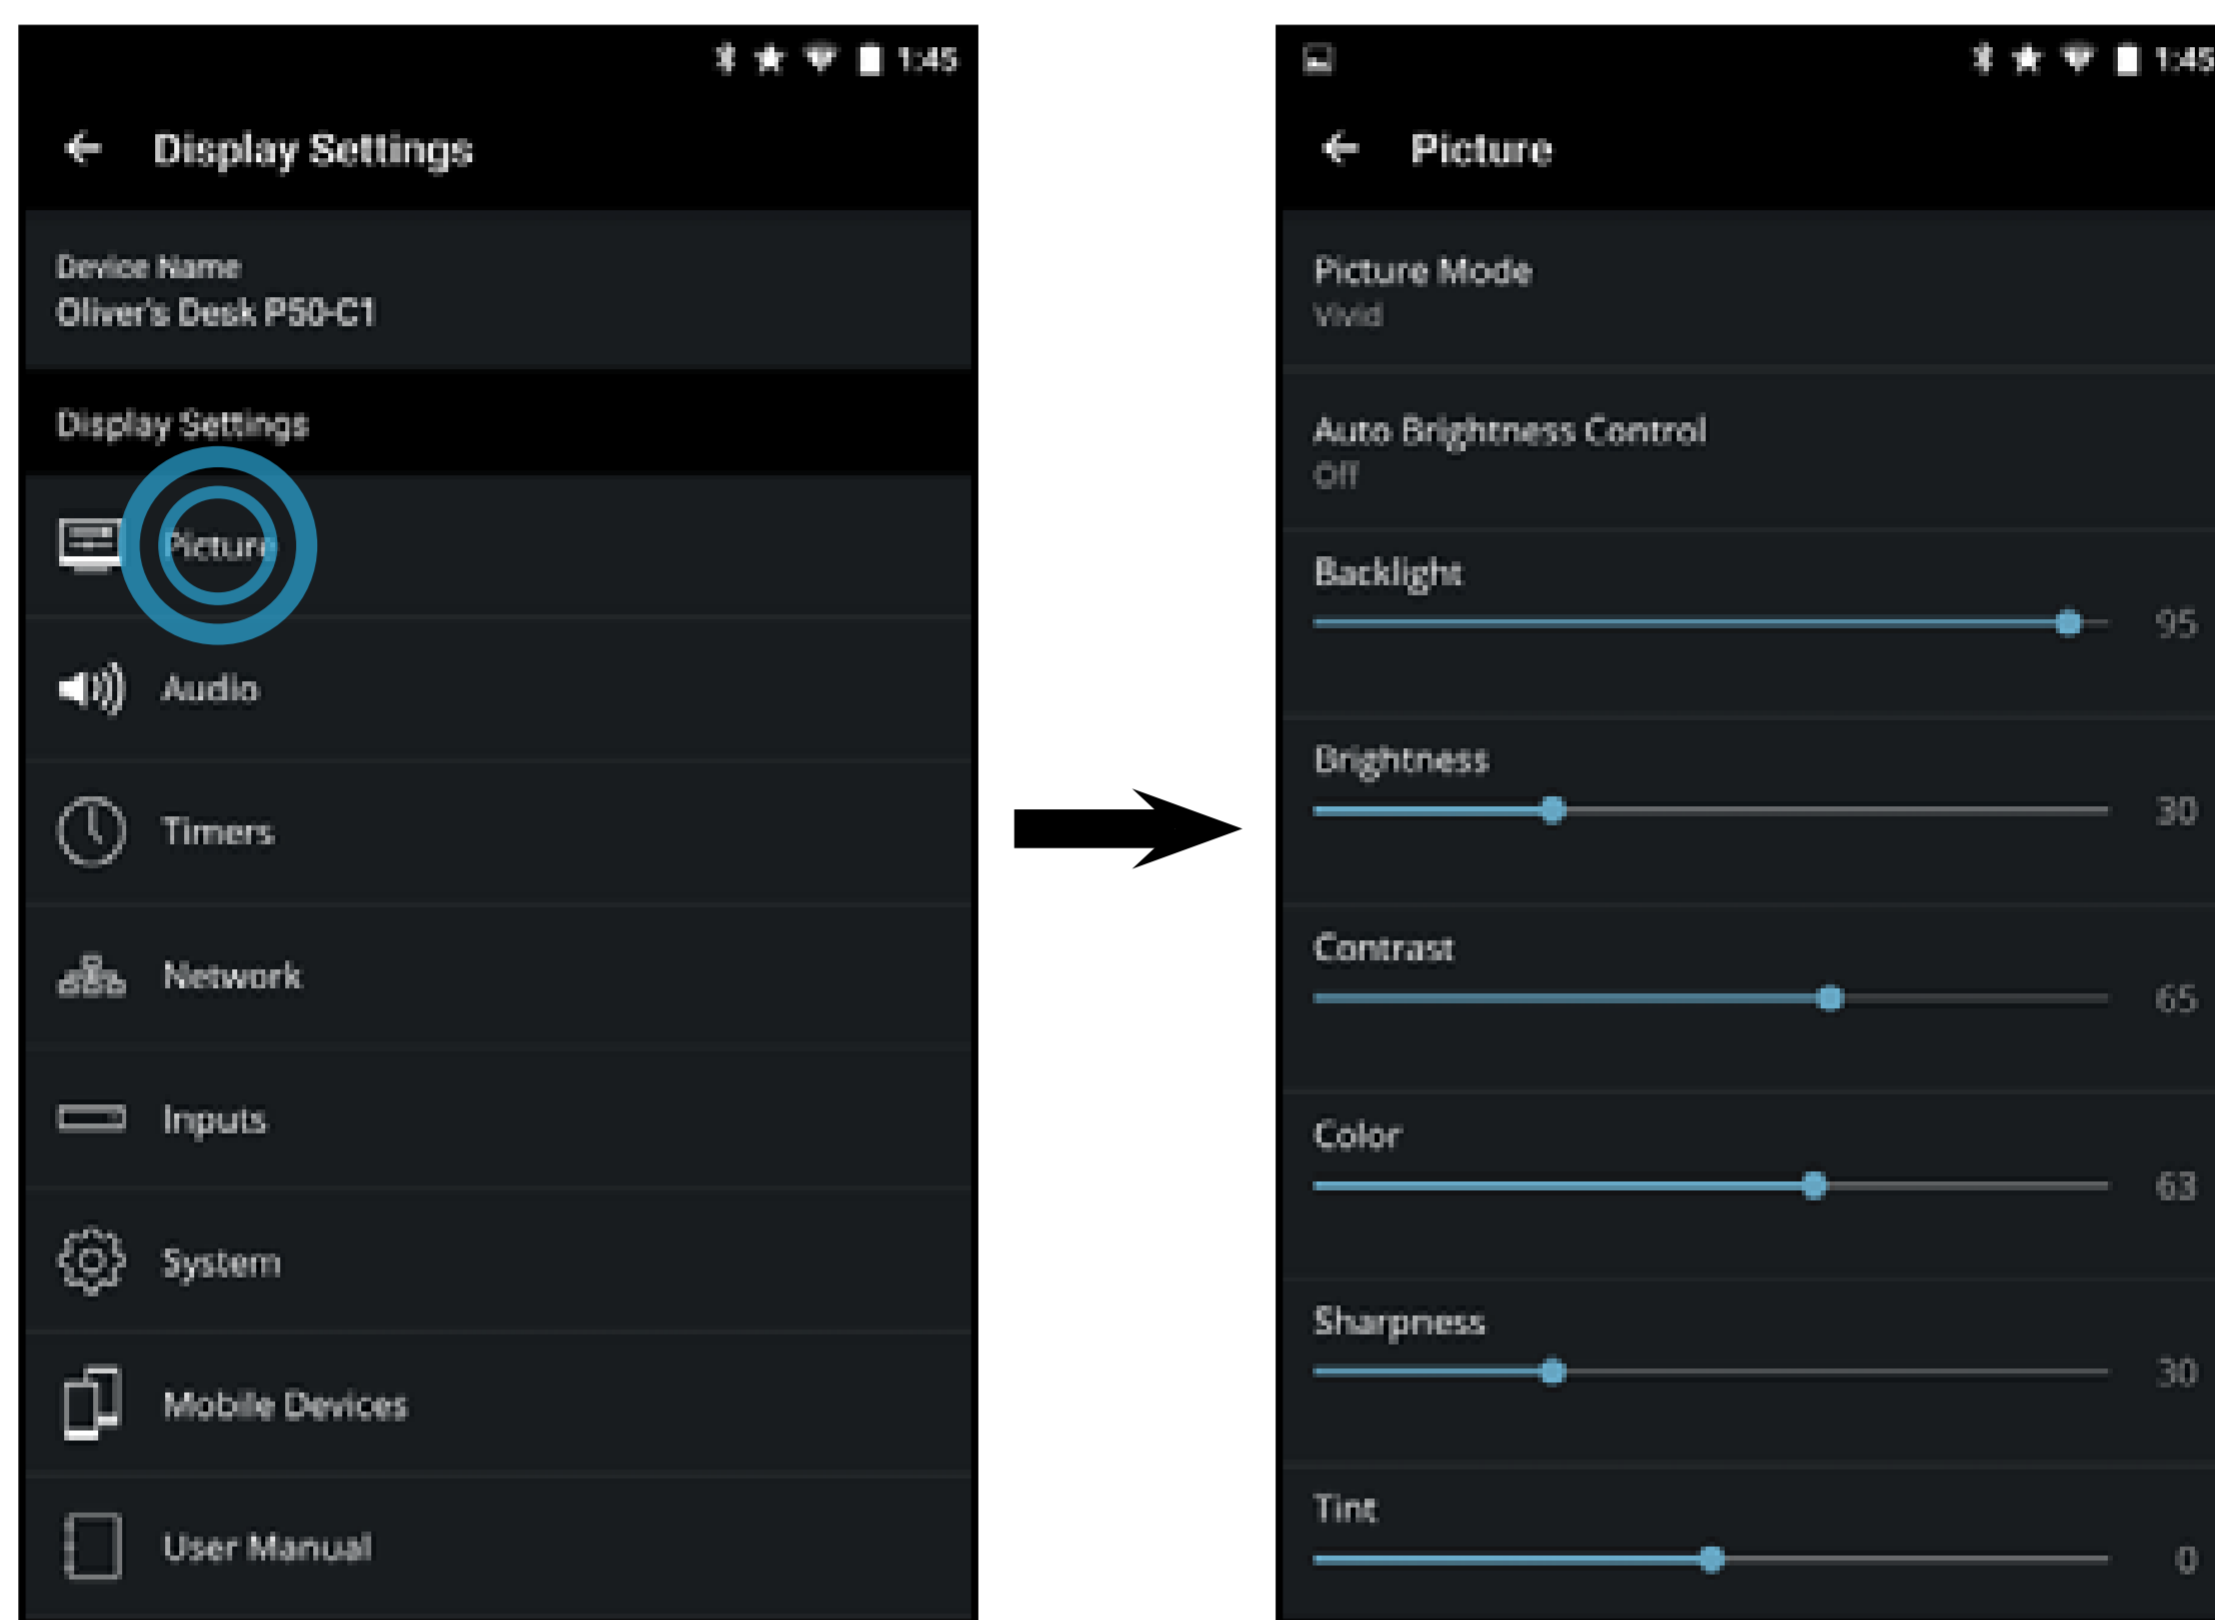 1:45
Display Settings
Device Name
Oliver's Desk P50-C1
Display Settings
Picture
Audio
Timers
Network
Inputs
System
Mobile Devices
User Manual
1:45
Picture
Picture Mode
Vivid
Auto Brightness Control
Off
Backlight
95
Brightness
30
Contrast
65
Color
63
Sharpness
30
Tint
0